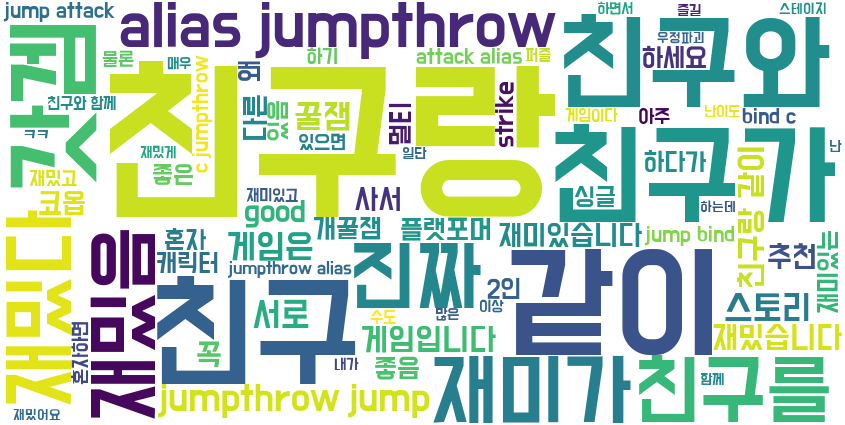 jump attack
alias jumpthrow
친구와
하면서
즐길
스테이지
우정파괴
갓겜
물론
매우
하기
attack alias
퍼즐
하세요
친구와 함께
c jumpthrow
왜
다른
있음
꿀잼
멀티
strike
게임이다
아주
난이도
bind c
ㅋㅋ
친구랑
친구가
있으면
재밌게
좋은
일단
하다가
난
재밌고
코옵
재미있고
사서
싱글
하는데
친구랑 같이
재밌다
재밌음
good
개꿀잼
플랫포머
재미있습니다
jump bind
혼자
캐릭터
게임은
추천
재미있는
jumpthrow alias
진짜
2인
같이
친구
서로
수도
많은
이상
스토리
게임입니다
재밌습니다
꼭
혼자하면
내가
좋음
재미가
친구를
함께
jumpthrow jump
재밌어요